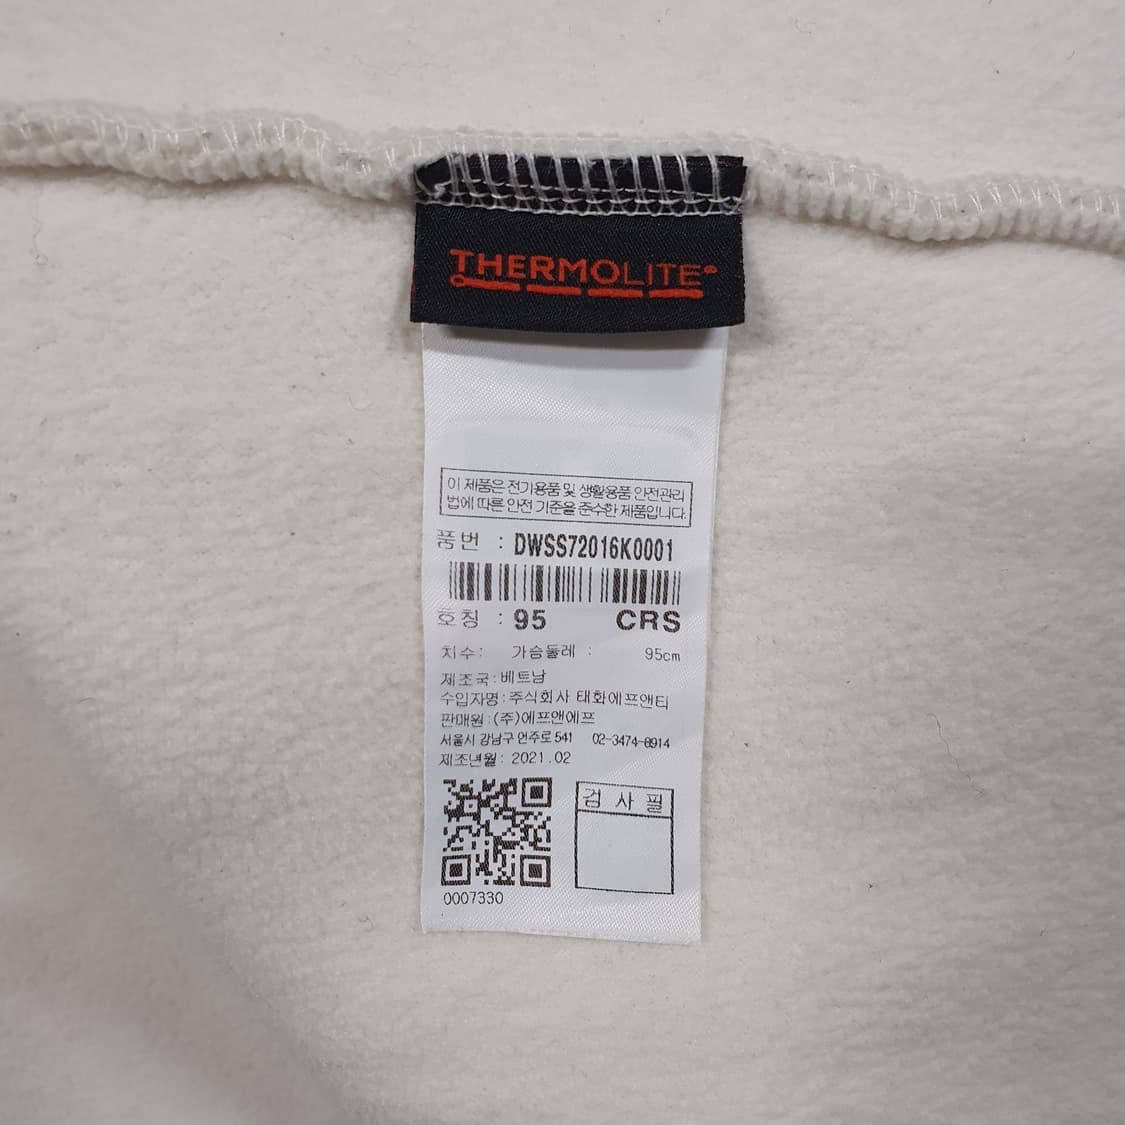 THERMOLITE®
이 제품은 전기용품 및 생활용품 안전관리
법에 따른 안전 기준을 준수한 제품입니다.
품번 : DWSS72016K0001
호칭 : 95 CRS
치수: 가슴둘레 : 95cm
제조국:베트남
수입자명:주식회사 태화에프앤티
판매원:(주)에프앤에프
서울시 강남구 언주로 541 02-3474-8914
제조년월: 2021.02
검 사 필
0007330